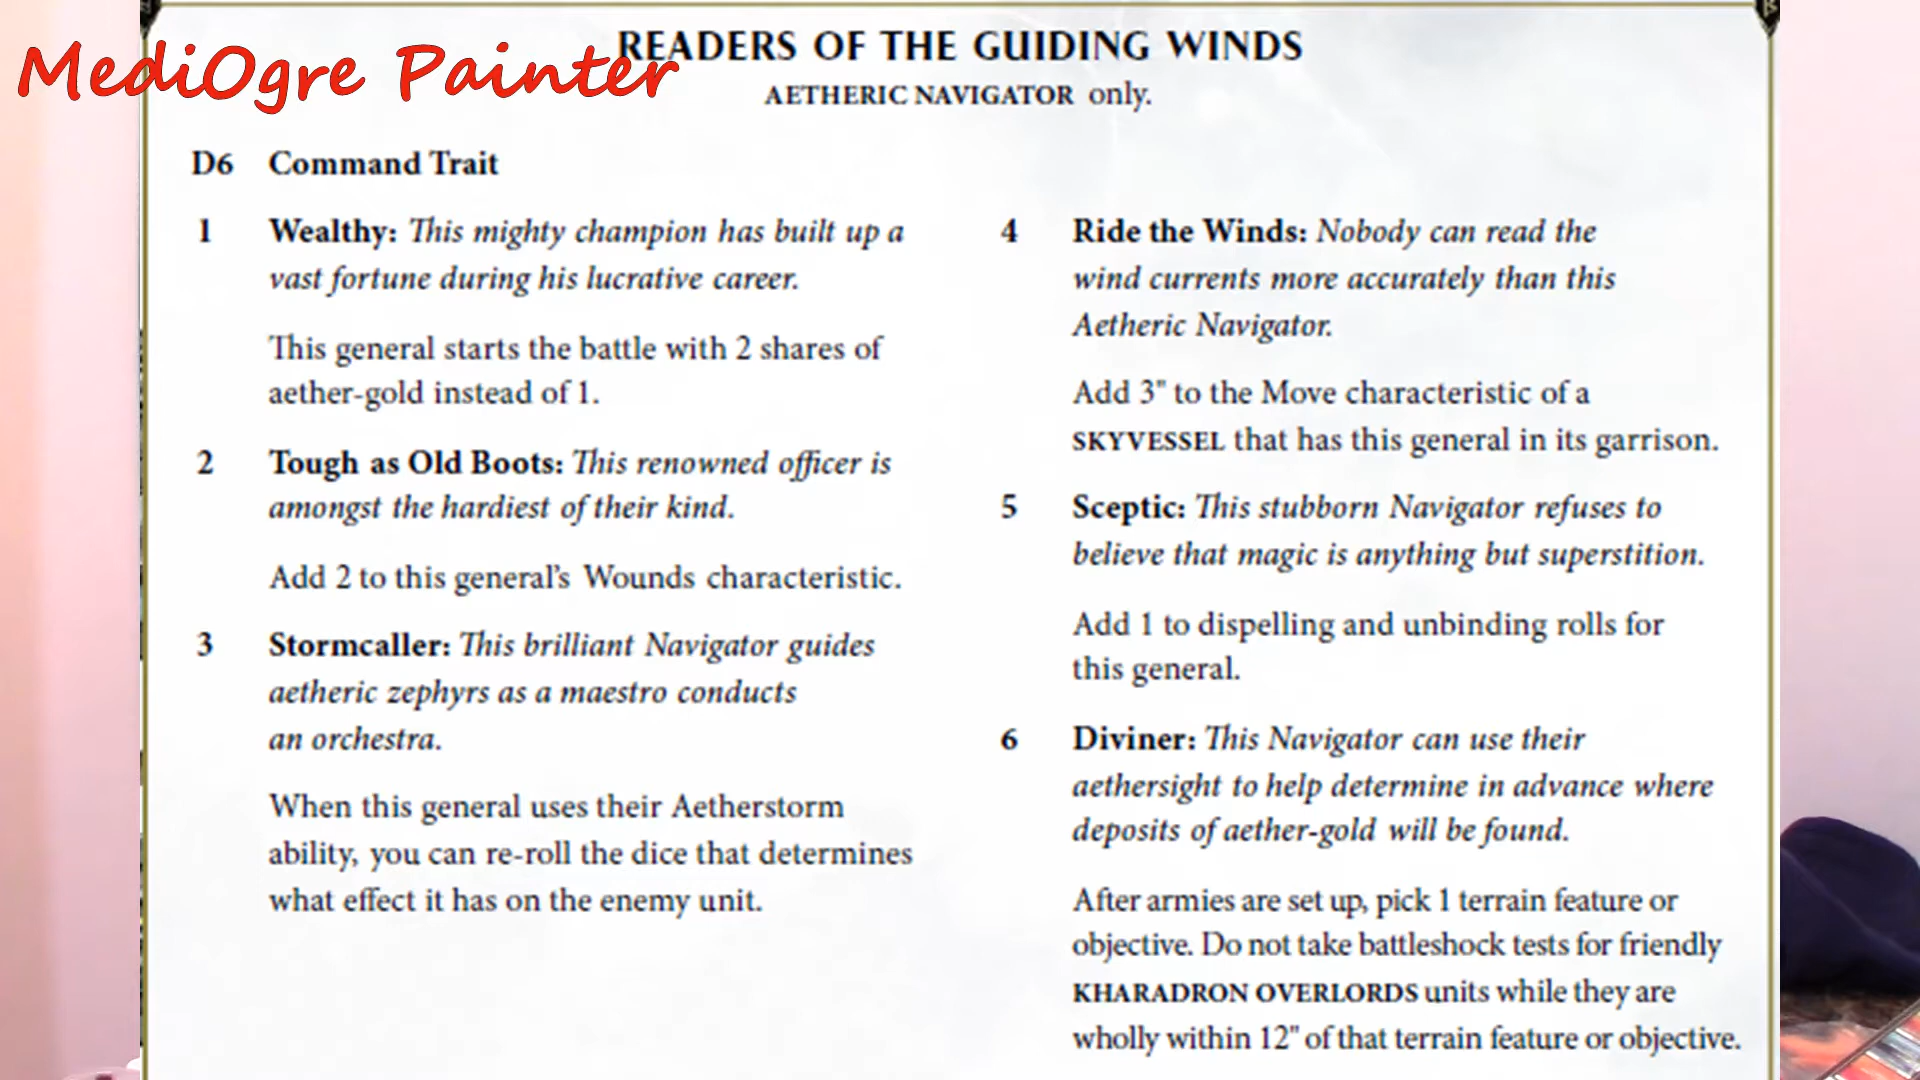 MediOgre Painter
READERS OF THE GUIDING WINDS
AETHERIC NAVIGATOR only.
D6 Command Trait
1 Wealthy: This mighty champion has built up a
vast fortune during his lucrative career.
This general starts the battle with 2 shares of
aether-gold instead of 1.
2 Tough as Old Boots: This renowned officer is
amongst the hardiest of their kind.
Add 2 to this general's Wounds characteristic.
3 Stormcaller: This brilliant Navigator guides
aetheric zephyrs as a maestro conducts
an orchestra.
When this general uses their Aetherstorm
ability, you can re-roll the dice that determines
what effect it has on the enemy unit.
4 Ride the Winds: Nobody can read the
wind currents more accurately than this
Aetheric Navigator.
Add 3" to the Move characteristic of a
SKYVESSEL that has this general in its garrison.
5 Sceptic: This stubborn Navigator refuses to
believe that magic is anything but superstition.
Add 1 to dispelling and unbinding rolls for
this general.
6 Diviner: This Navigator can use their
aethersight to help determine in advance where
deposits of aether-gold will be found.
After armies are set up, pick 1 terrain feature or
objective. Do not take battleshock tests for friendly
KHARADRON OVERLORDS units while they are
wholly within 12" of that terrain feature or objective.